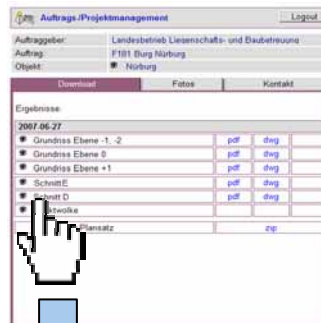 Auftrags-/Projektmanagement Logout
Auftraggeber: Landesbetrieb Liegenschafts- und Baubetreuung
Auftrag: F101 Burg Nürburg
Objekt: Nürburg
Download Fotos Kontakt
Ergebnisse:
2007-06-27
Grundriss Ebene -1, -2 pdf dwg
Grundriss Ebene 0 pdf dwg
Grundriss Ebene +1 pdf dwg
Schnitt E pdf dwg
Schnitt D pdf dwg
ktwolke
Plansatz zip